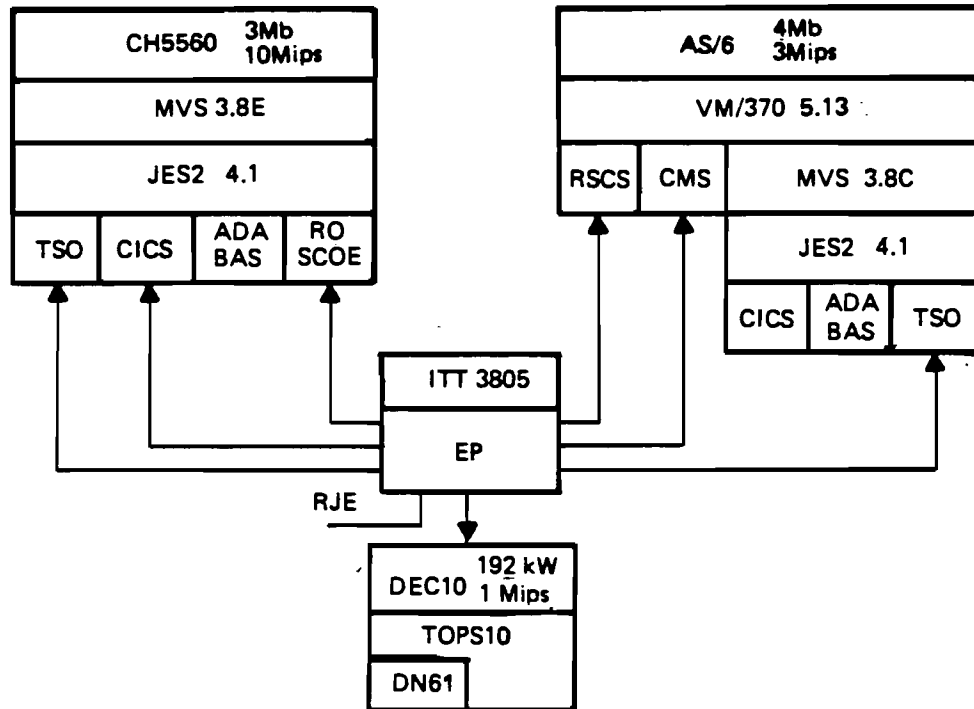 CH5560 3Mb
10Mips
MVS 3.8E
JES2 4.1
TSO
CICS
ADA
BAS
RO
SCOE
AS/6 4Mb
3Mips
VM/370 5.13
RSCS
CMS
MVS 3.8C
JES2 4.1
CICS
ADA
BAS
TSO
ITT 3805
EP
RJE
DEC10 192 kW
1 Mips
TOPS10
DN61